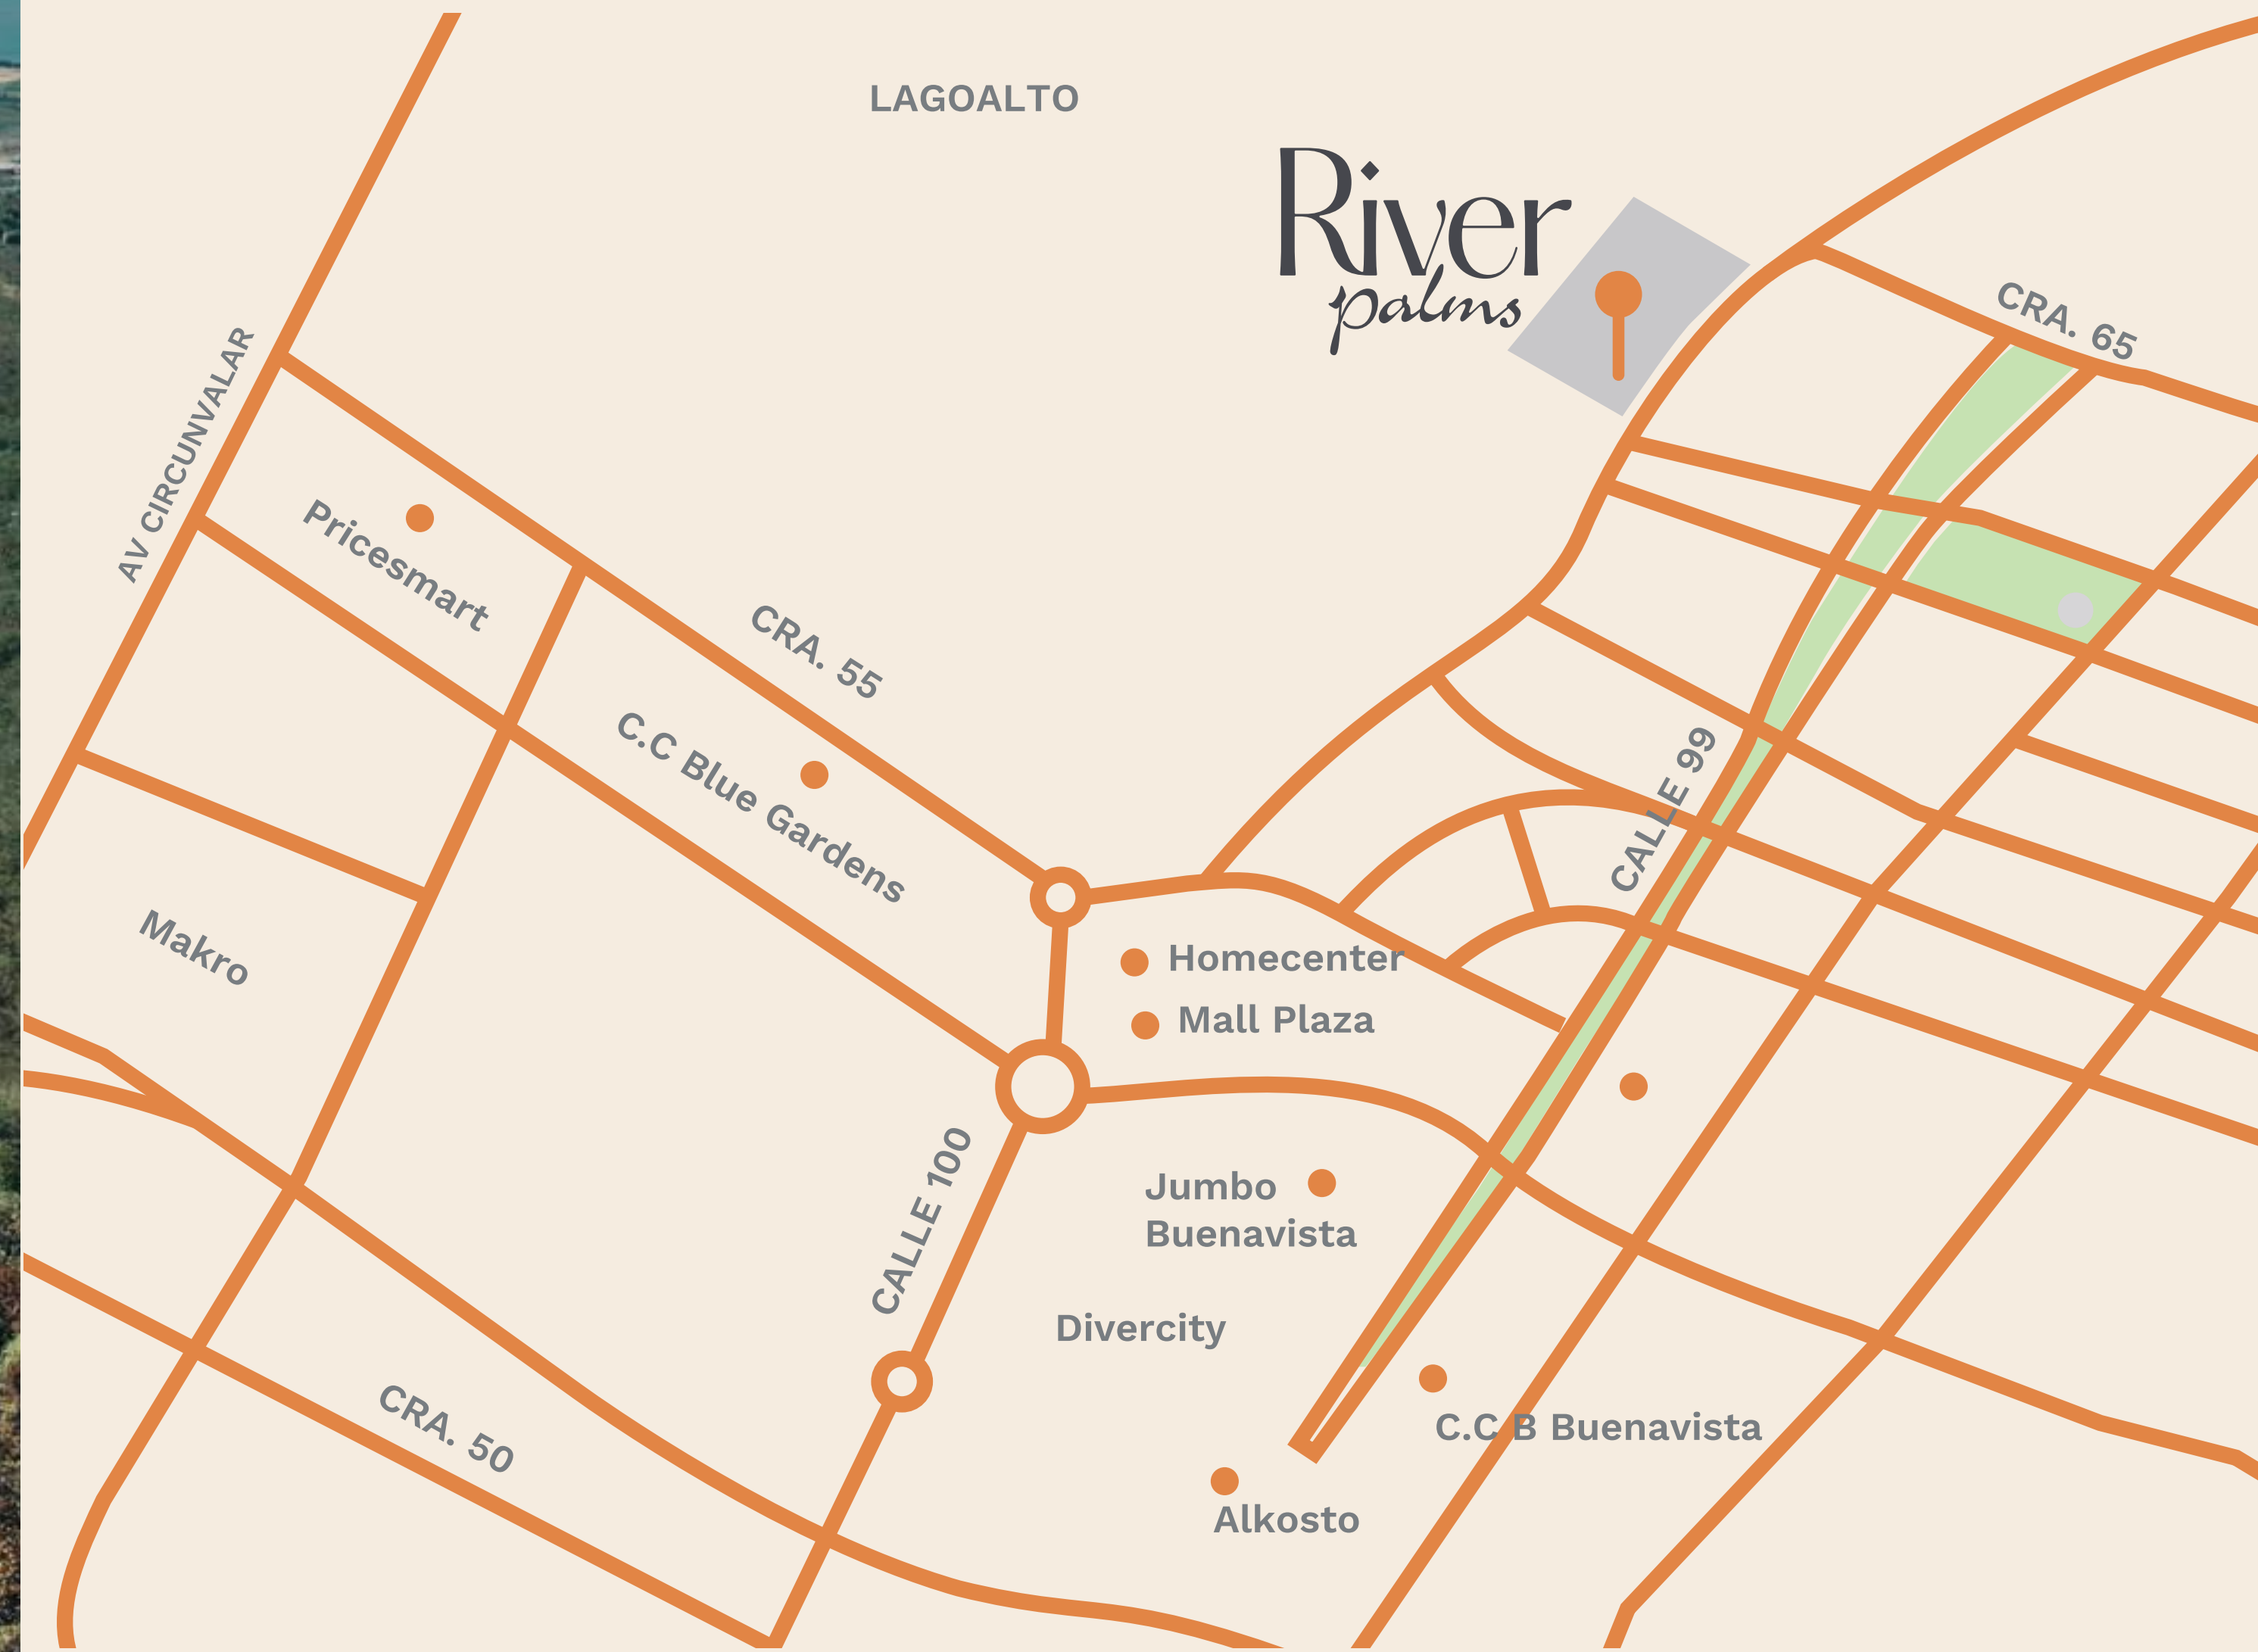 LAGOALTO
River
palms
CRA. 65
AV CIRCUNVALAR
Pricesmart
CRA. 55
C.C Blue Gardens
CALLE 99
Makro
Homecenter
Mall Plaza
CALLE 100
Jumbo
Buenavista
Divercity
CRA. 50
C.C B Buenavista
Alkosto